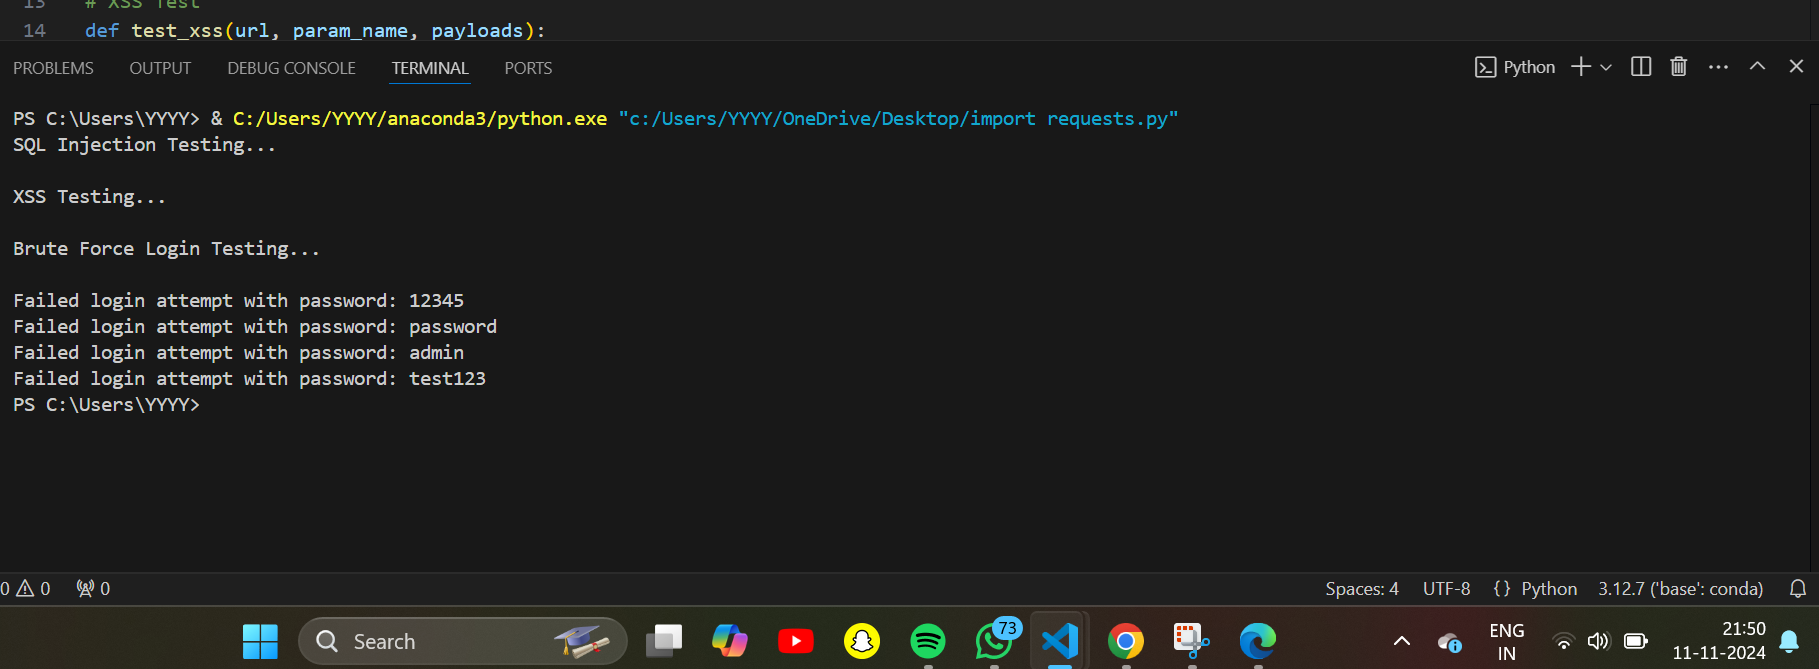 13 # XSS Test
14 def test_xss(url, param_name, payloads):
PROBLEMS OUTPUT DEBUG CONSOLE TERMINAL PORTS Python
PS C:\Users\YYYY> & C:/Users/YYYY/anaconda3/python.exe "c:/Users/YYYY/OneDrive/Desktop/import requests.py"
SQL Injection Testing...
XSS Testing...
Brute Force Login Testing...
Failed login attempt with password: 12345
Failed login attempt with password: password
Failed login attempt with password: admin
Failed login attempt with password: test123
PS C:\Users\YYYY>
0 0 0 Spaces: 4 UTF-8 {} Python 3.12.7 ('base': conda)
Search 73 ENG IN 21:50
11-11-2024